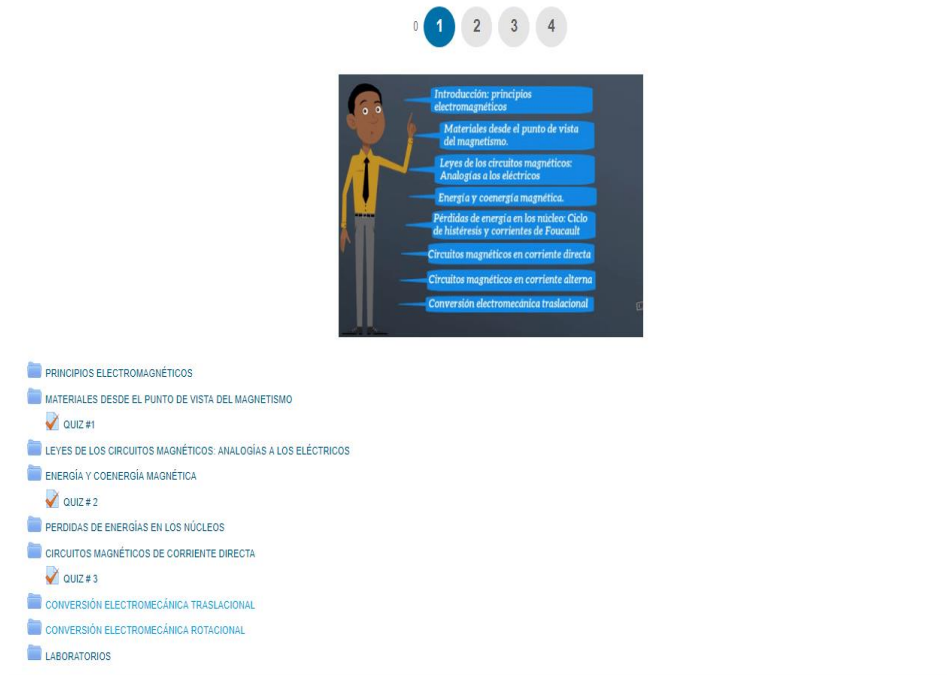 0 1 2 3 4
Introducción: principios
electromagnéticos
Materiales desde el punto de vista
del magnetismo.
Leyes de los circuitos magnéticos:
Analogías a los eléctricos
Energía y coenergía magnética.
Pérdidas de energía en los núcleo: Ciclo
de histéresis y corrientes de Foucault
Circuitos magnéticos en corriente directa
Circuitos magnéticos en corriente alterna
Conversión electromecánica traslacional
PRINCIPIOS ELECTROMAGNÉTICOS
MATERIALES DESDE EL PUNTO DE VISTA DEL MAGNETISMO
QUIZ #1
LEYES DE LOS CIRCUITOS MAGNÉTICOS: ANALOGÌAS A LOS ELÉCTRICOS
ENERGÍA Y COENERGÍA MAGNÉTICA
QUIZ # 2
PERDIDAS DE ENERGÍAS EN LOS NÚCLEOS
CIRCUITOS MAGNÉTICOS DE CORRIENTE DIRECTA
QUIZ # 3
CONVERSIÓN ELECTROMECÁNICA TRASLACIONAL
CONVERSIÓN ELECTROMECÁNICA ROTACIONAL
LABORATORIOS